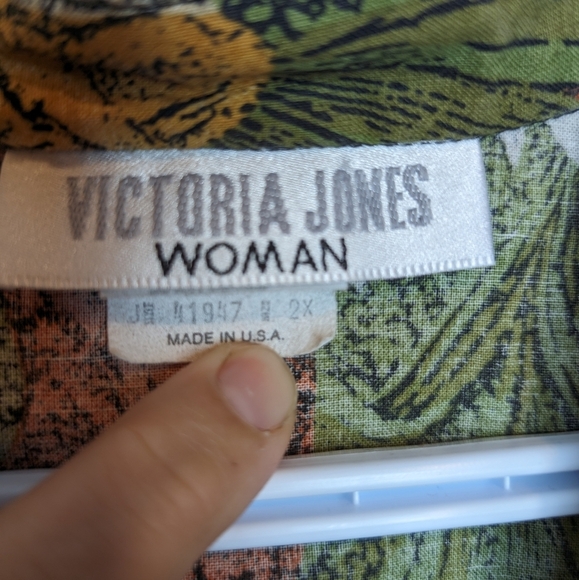 VICTORIA JONES
WOMAN
41947 2X
MADE IN U.S.A.